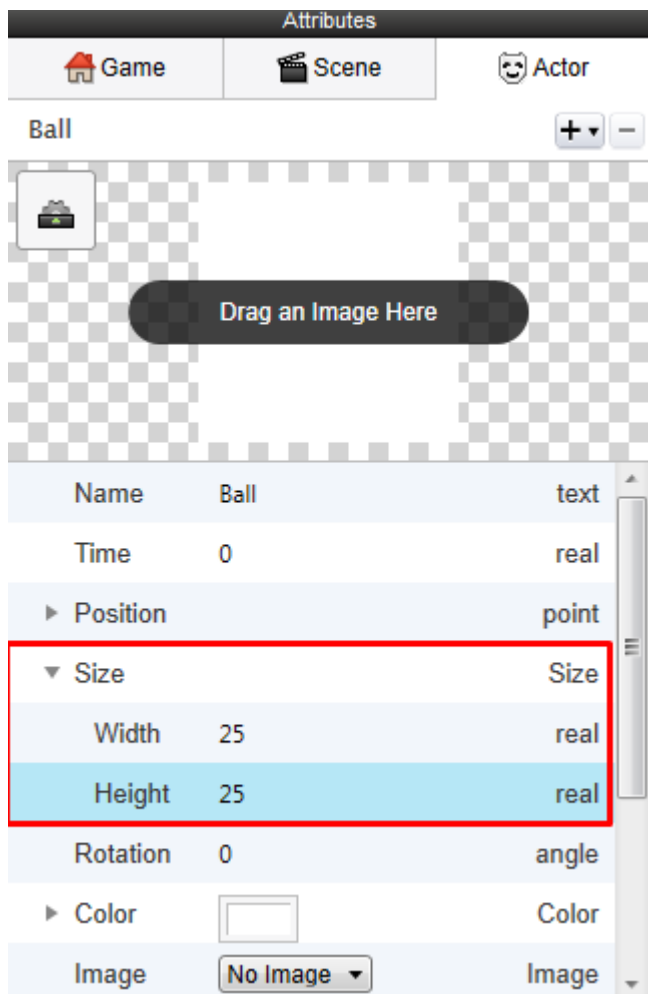 Attributes
Game Scene Actor
Ball
Drag an Image Here
Name Ball text
Time 0 real
Position point
Size Size
Width 25 real
Height 25 real
Rotation 0 angle
Color Color
Image No Image Image